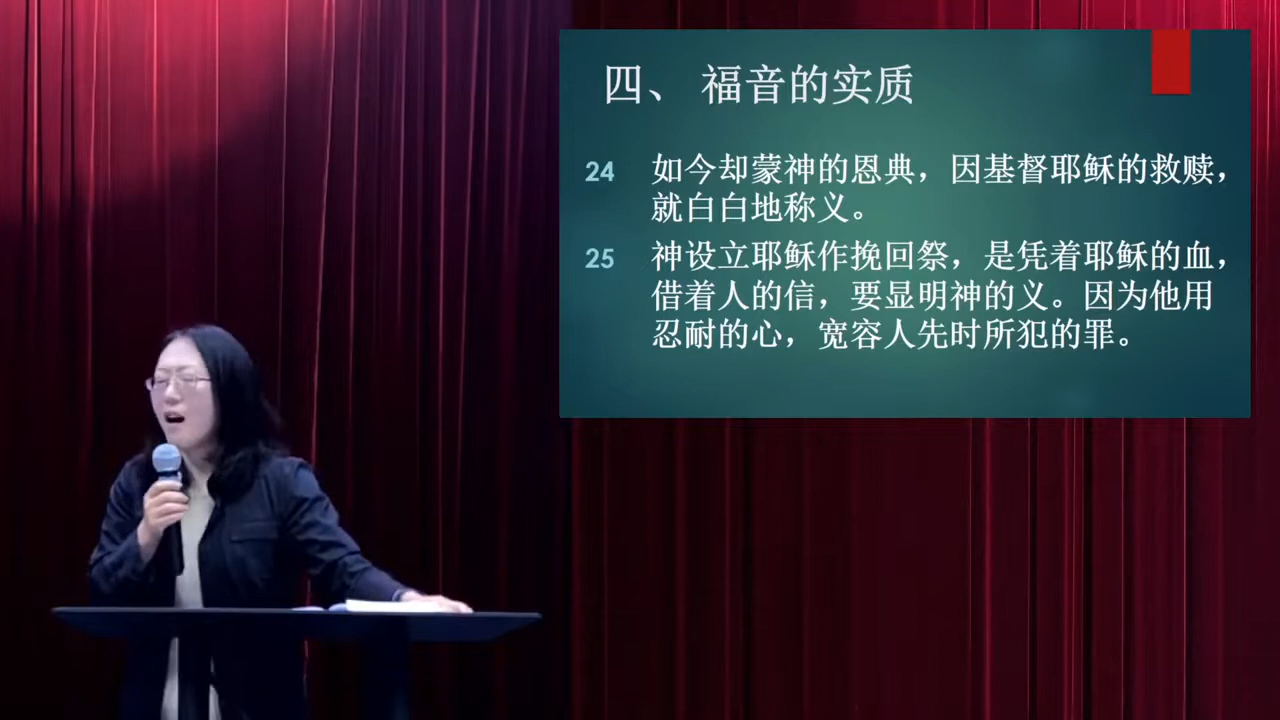 四、 福音的实质
24 如今却蒙神的恩典，因基督耶稣的救赎，
就白白地称义。
25 神设立耶稣作挽回祭，是凭着耶稣的血，
借着人的信，要显明神的义。因为他用
忍耐的心，宽容人先时所犯的罪。